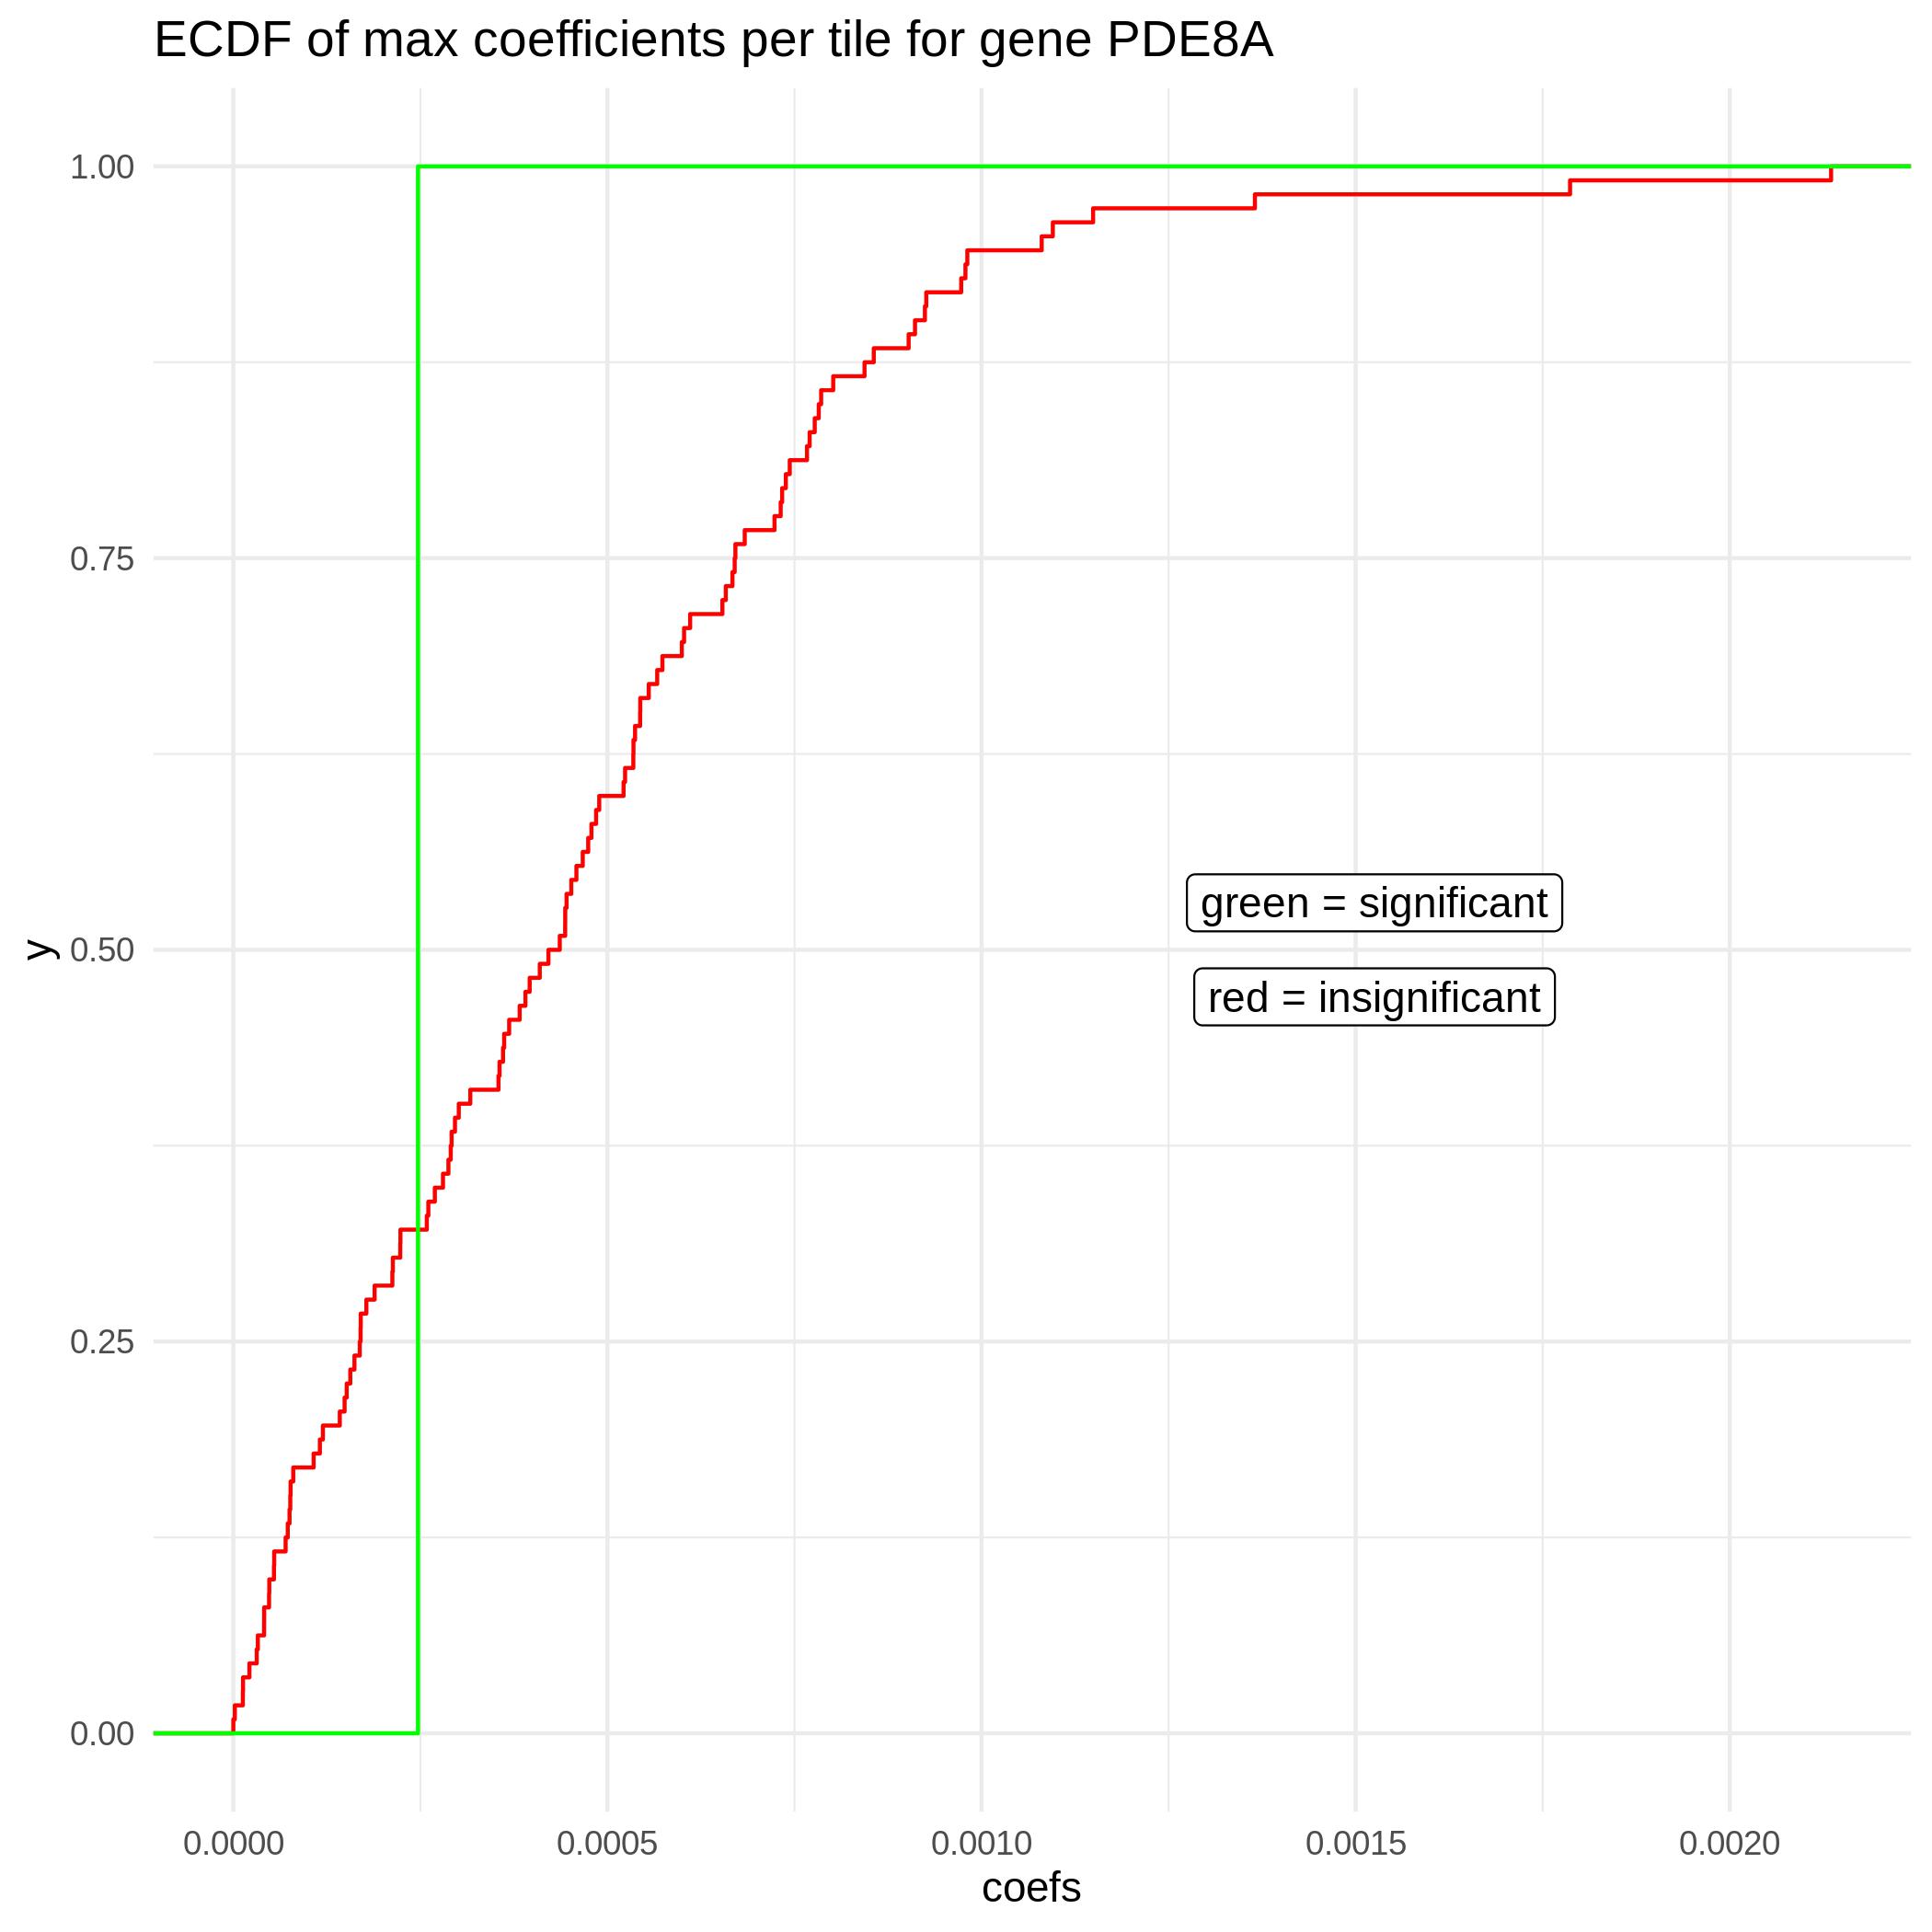 ECDF of max coefficients per tile for gene PDE8A
1.00
0.75
0.50
0.25
0.00
y
green = significant
red = insignificant
0.0000 0.0005 0.0010 0.0015 0.0020
coefs